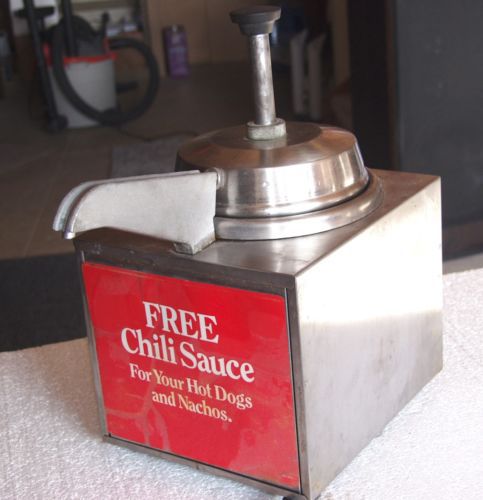 FREE
Chili Sauce
For Your Hot Dogs
and Nachos.